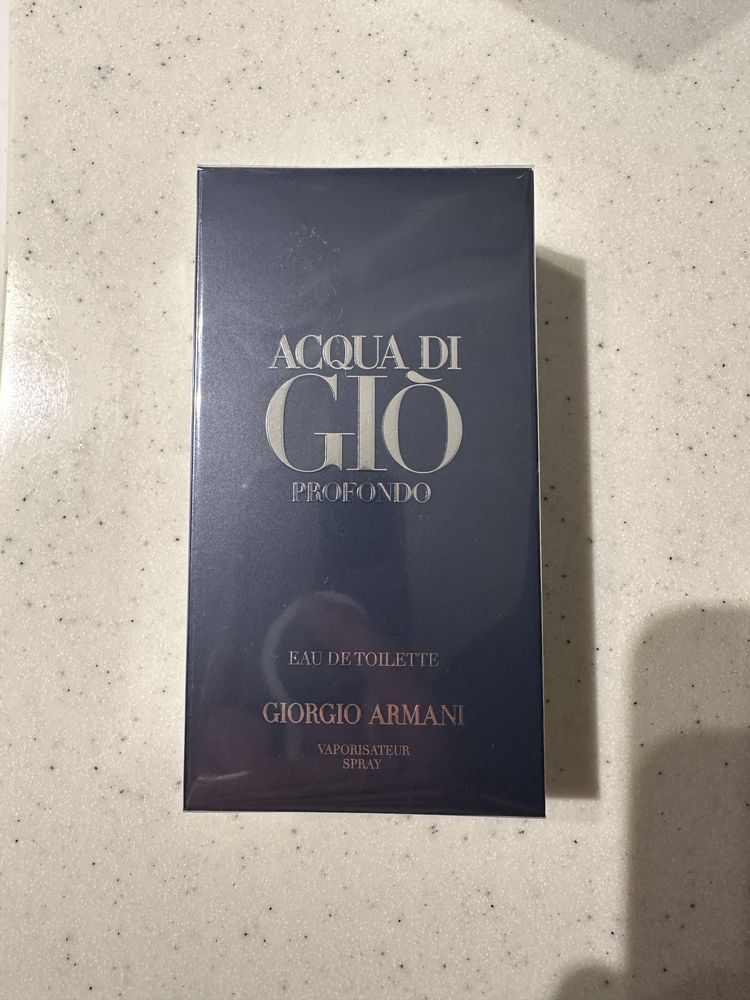 ACQUA DI
GIÒ
PROFONDO
EAU DE TOILETTE
GIORGIO ARMANI
VAPORISATEUR
SPRAY